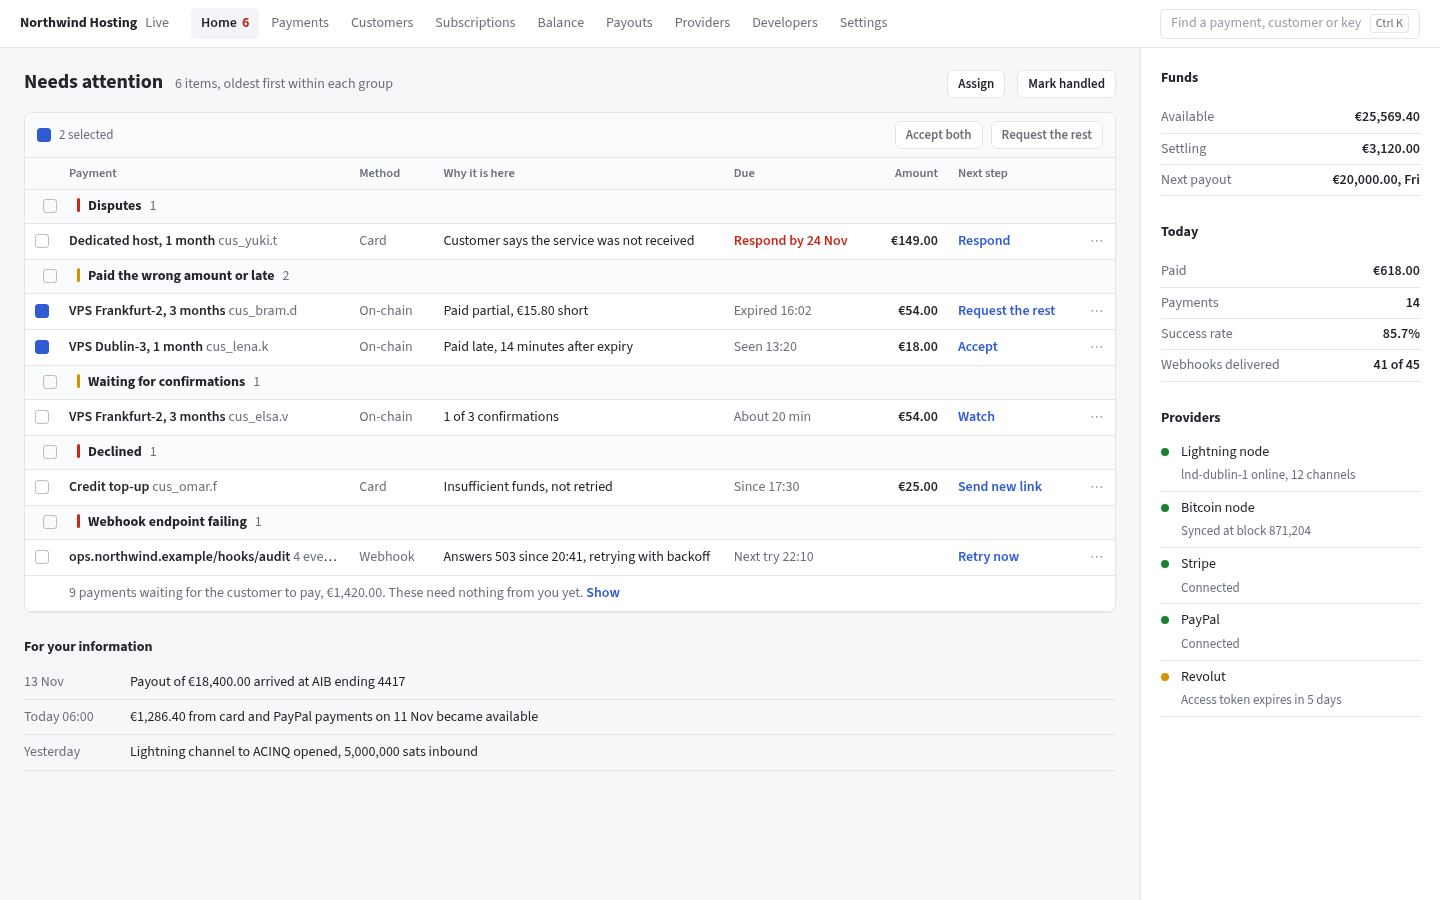 Northwind Hosting Live Home 6 Payments Customers Subscriptions Balance Payouts Providers Developers Settings Find a payment, customer or key Ctrl K
Needs attention 6 items, oldest first within each group Assign Mark handled
2 selected Accept both Request the rest
Payment Method Why it is here Due Amount Next step
Disputes 1
Dedicated host, 1 month cus_yuki.t Card Customer says the service was not received Respond by 24 Nov €149.00 Respond ···
Paid the wrong amount or late 2
VPS Frankfurt-2, 3 months cus_bram.d On-chain Paid partial, €15.80 short Expired 16:02 €54.00 Request the rest ···
VPS Dublin-3, 1 month cus_lena.k On-chain Paid late, 14 minutes after expiry Seen 13:20 €18.00 Accept ···
Waiting for confirmations 1
VPS Frankfurt-2, 3 months cus_elsa.v On-chain 1 of 3 confirmations About 20 min €54.00 Watch ···
Declined 1
Credit top-up cus_omar.f Card Insufficient funds, not retried Since 17:30 €25.00 Send new link ···
Webhook endpoint failing 1
ops.northwind.example/hooks/audit 4 eve… Webhook Answers 503 since 20:41, retrying with backoff Next try 22:10 Retry now ···
9 payments waiting for the customer to pay, €1,420.00. These need nothing from you yet. Show
For your information
13 Nov Payout of €18,400.00 arrived at AIB ending 4417
Today 06:00 €1,286.40 from card and PayPal payments on 11 Nov became available
Yesterday Lightning channel to ACINQ opened, 5,000,000 sats inbound
Funds
Available €25,569.40
Settling €3,120.00
Next payout €20,000.00, Fri
Today
Paid €618.00
Payments 14
Success rate 85.7%
Webhooks delivered 41 of 45
Providers
Lightning node
lnd-dublin-1 online, 12 channels
Bitcoin node
Synced at block 871,204
Stripe
Connected
PayPal
Connected
Revolut
Access token expires in 5 days